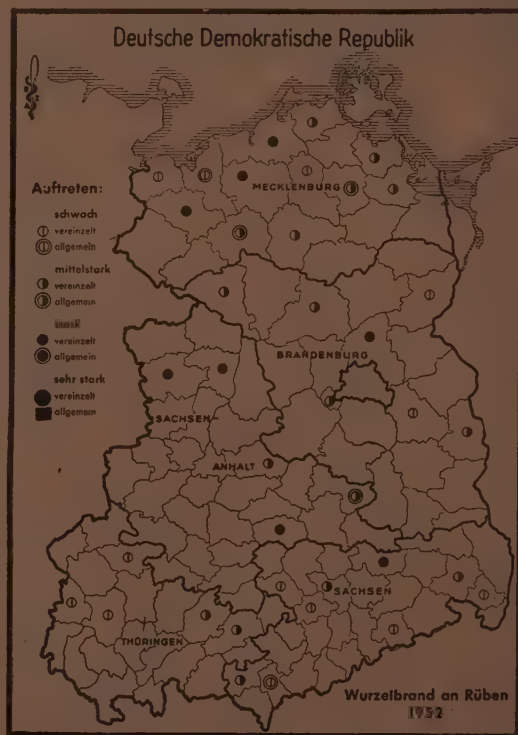 Deutsche Demokratische Republik
Auftreten:
schwach
vereinzelt
allgemein
mittelstark
vereinzelt
allgemein
stark
vereinzelt
allgemein
sehr stark
vereinzelt
allgemein
MECKLENBURG
BRANDENBURG
SACHSEN
ANHALT
SACHSEN
THÜRINGEN
Wurzelbrand an Rüben
1952